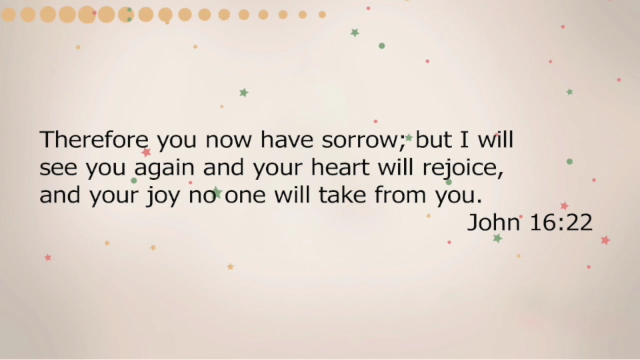 Therefore you now have sorrow; but I will
see you again and your heart will rejoice,
and your joy no one will take from you.
John 16:22